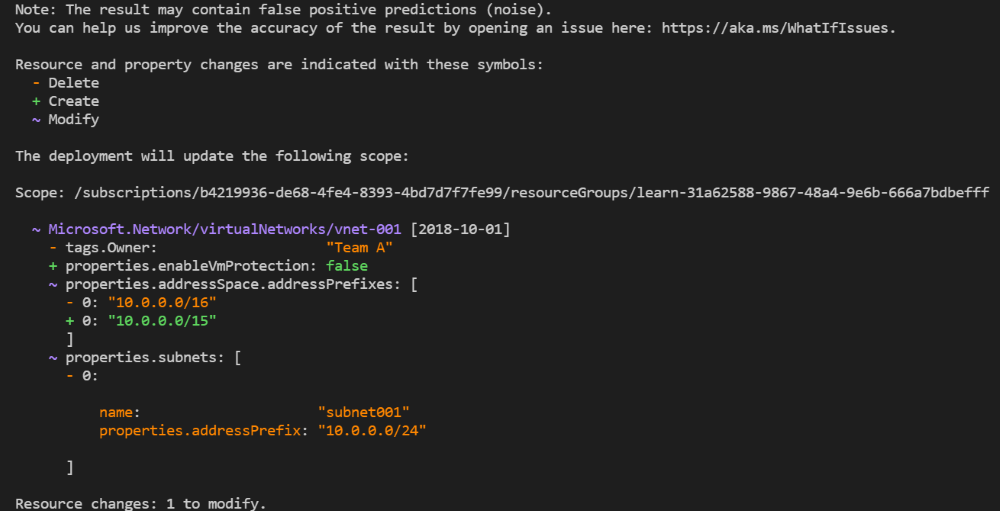 Note: The result may contain false positive predictions (noise).
You can help us improve the accuracy of the result by opening an issue here: https://aka.ms/WhatIfIssues.
Resource and property changes are indicated with these symbols:
- Delete
+ Create
~ Modify
The deployment will update the following scope:
Scope: /subscriptions/b4219936-de68-4fe4-8393-4bd7d7f7fe99/resourceGroups/learn-31a62588-9867-48a4-9e6b-666a7bdbefff
~ Microsoft.Network/virtualNetworks/vnet-001 [2018-10-01]
- tags.Owner: "Team A"
+ properties.enableVmProtection: false
~ properties.addressSpace.addressPrefixes: [
- 0: "10.0.0.0/16"
+ 0: "10.0.0.0/15"
]
~ properties.subnets: [
- 0:
name: "subnet001"
properties.addressPrefix: "10.0.0.0/24"
]
Resource changes: 1 to modify.